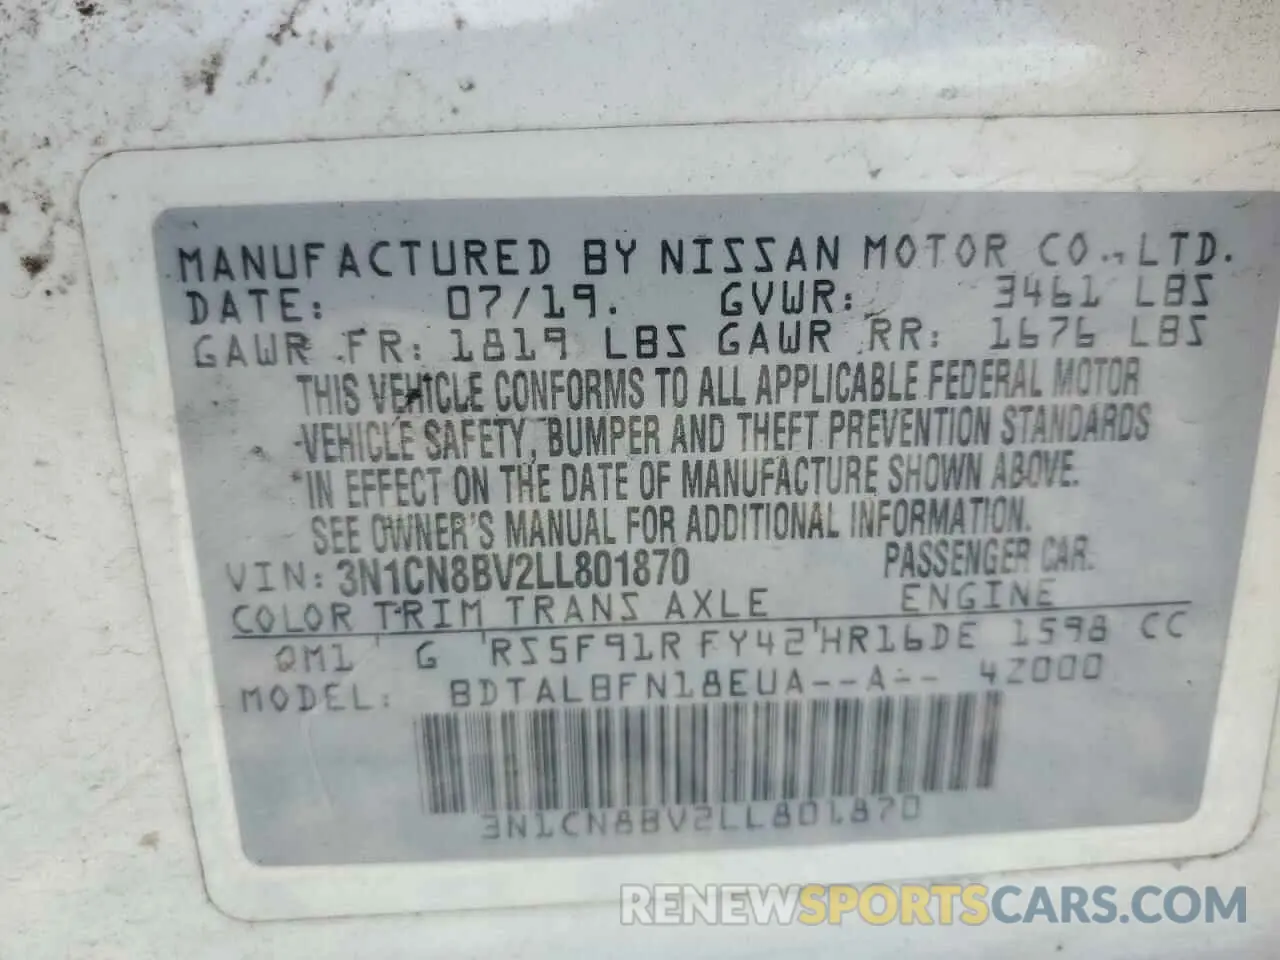 MANUFACTURED BY NISSAN MOTOR CO., LTD.
DATE: 07/19. GVWR: 3461 LBS
GAWR FR: 1819 LBS GAWR RR: 1676 LBS
THIS VEHICLE CONFORMS TO ALL APPLICABLE FEDERAL MOTOR
VEHICLE SAFETY, BUMPER AND THEFT PREVENTION STANDARDS
IN EFFECT ON THE DATE OF MANUFACTURE SHOWN ABOVE.
SEE OWNER'S MANUAL FOR ADDITIONAL INFORMATION.
VIN: 3N1CN8BV2LL801870 PASSENGER CAR.
COLOR TRIM TRANS AXLE ENGINE
QM1 G RS5F91R FY42 HR16DE 1598 CC
MODEL: BDTALBFN18EUA--A-- 42000
3N1CN8BV2LL801870
RENEWSPORTSCARS.COM